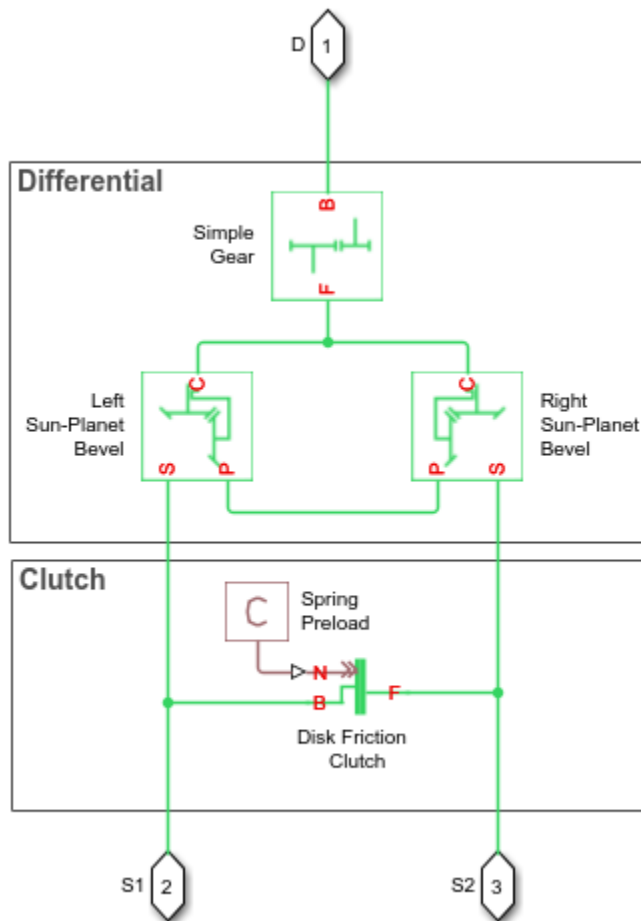 D
1
Differential
B
Simple
Gear
F
C
C
Left
Sun-Planet
Bevel
Right
Sun-Planet
Bevel
S
P
P
S
Clutch
C
Spring
Preload
N
B
F
Disk Friction
Clutch
S1
2
S2
3